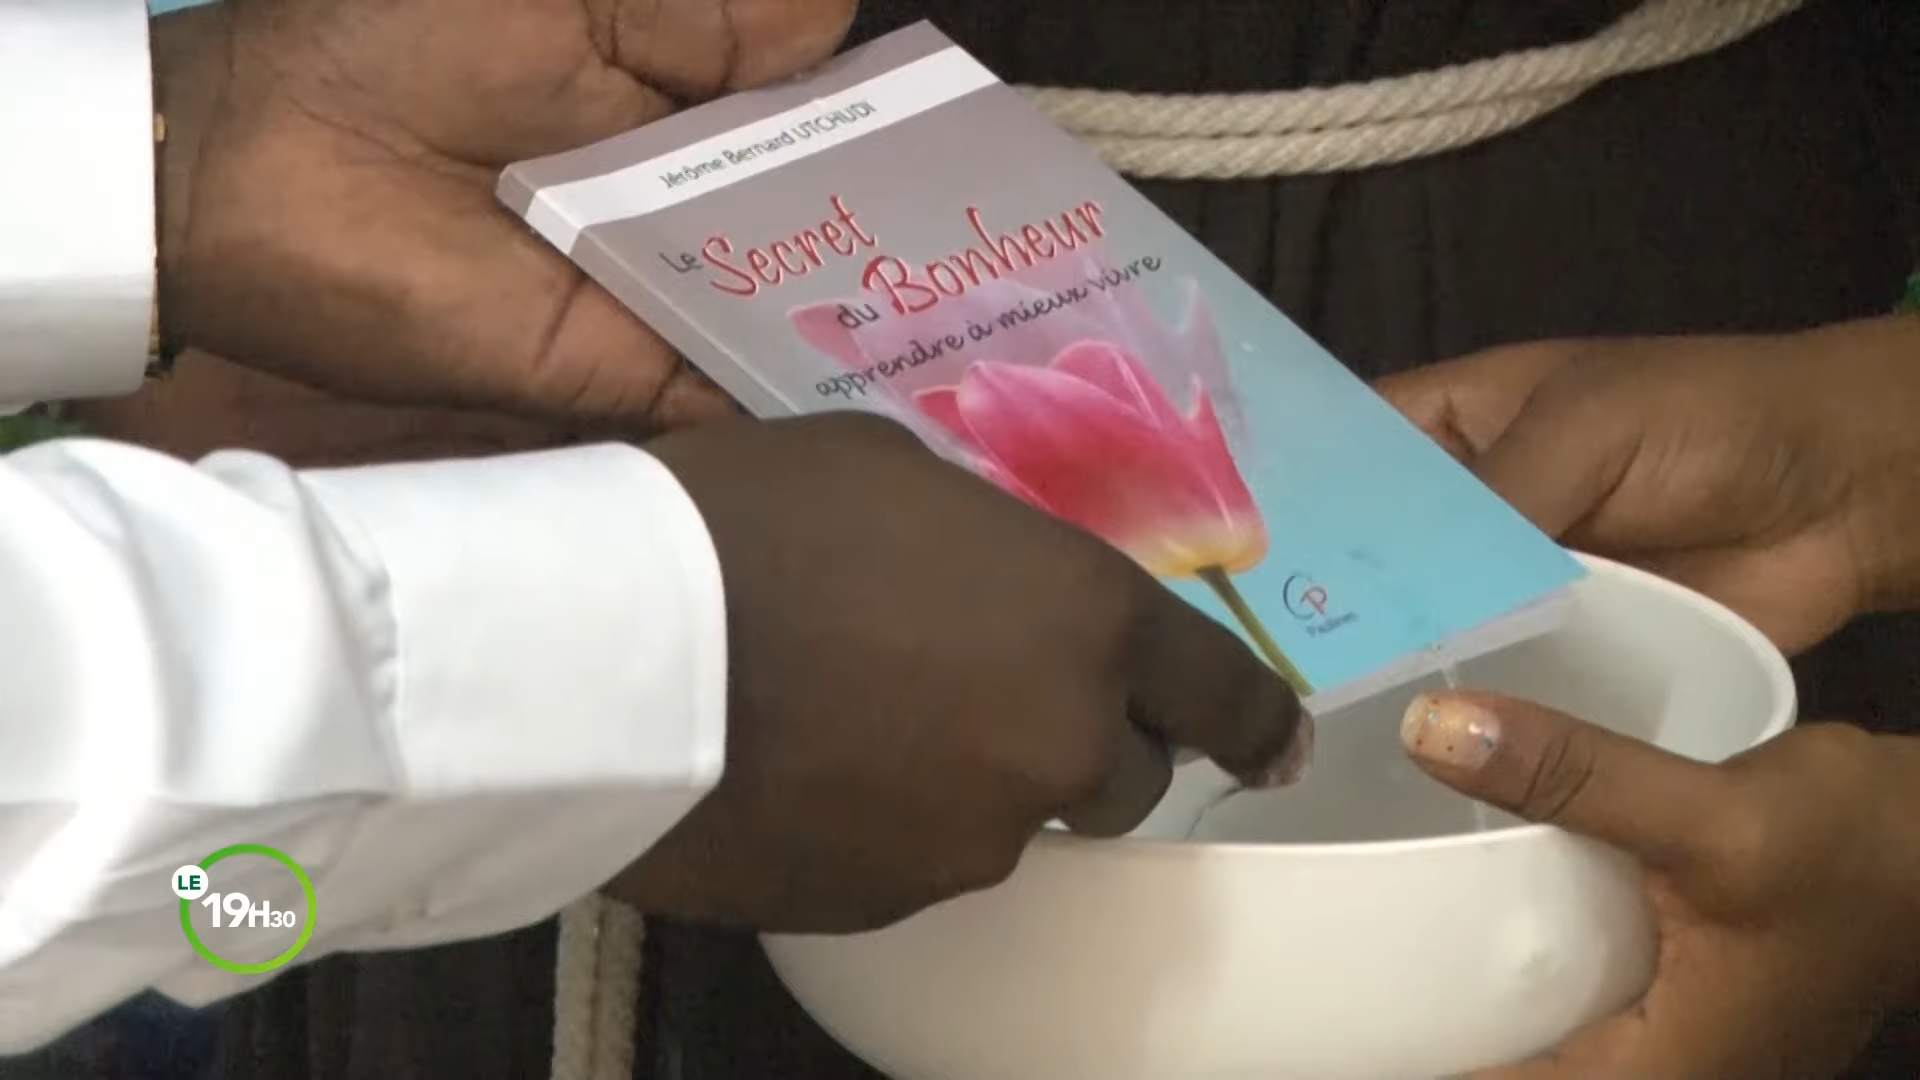 Jérôme Bernard UTCHUDI
Le Secret
du Bonheur
apprendre à mieux vivre
Paulines
LE
19H30